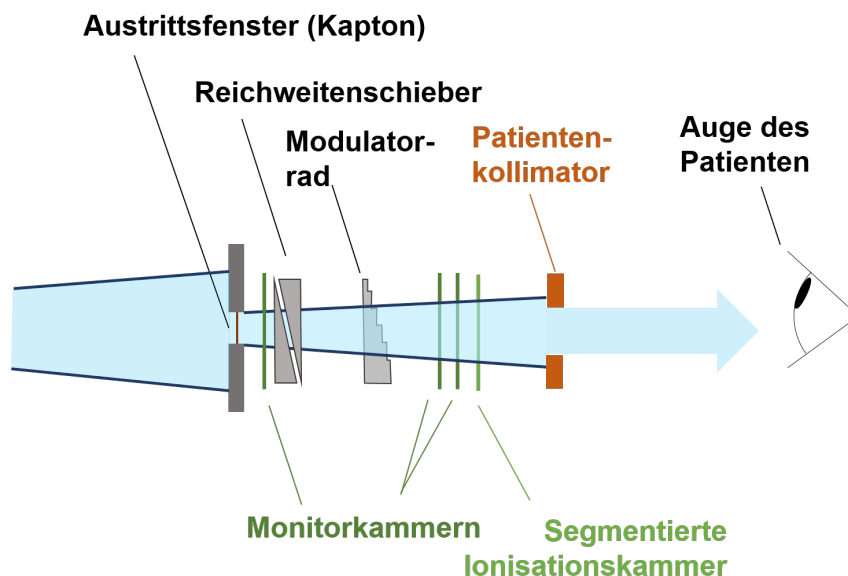 Austrittsfenster (Kapton)
Reichweitenschieber
Modulator-
rad
Patienten-
kollimator
Auge des
Patienten
Monitorkammern
Segmentierte
Ionisationskammer